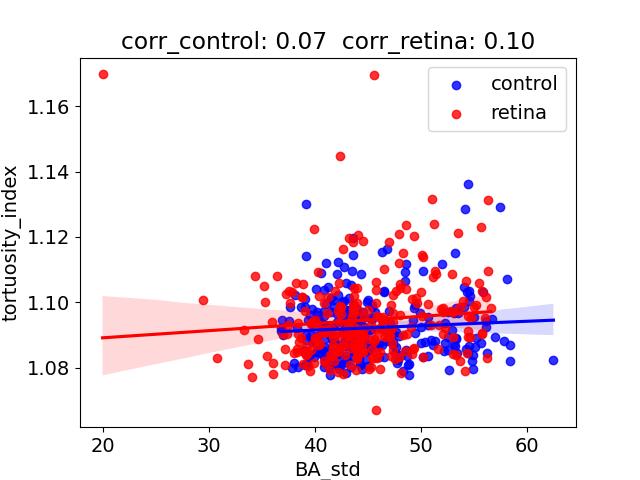 corr_control: 0.07  corr_retina: 0.10
control
retina
tortuosity_index
1.16
1.14
1.12
1.10
1.08
20 30 40 50 60
BA_std